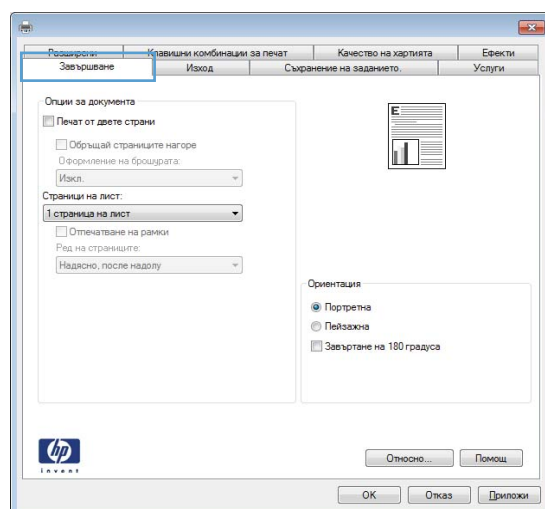 Разширени Клавишни комбинации за печат Качество на хартията Ефекти
Завършване Изход Съхранение на заданието. Услуги
Опции за документа
Печат от двете страни
Обръщай страниците нагоре
Оформление на брошурата:
Изкл.
Страници на лист:
1 страница на лист
Отпечатване на рамки
Ред на страниците:
Надясно, после надолу
E
Ориентация
Портретна
Пейзажна
Завъртане на 180 градуса
hp
invent
Относно... Помощ
OK Отказ Приложи